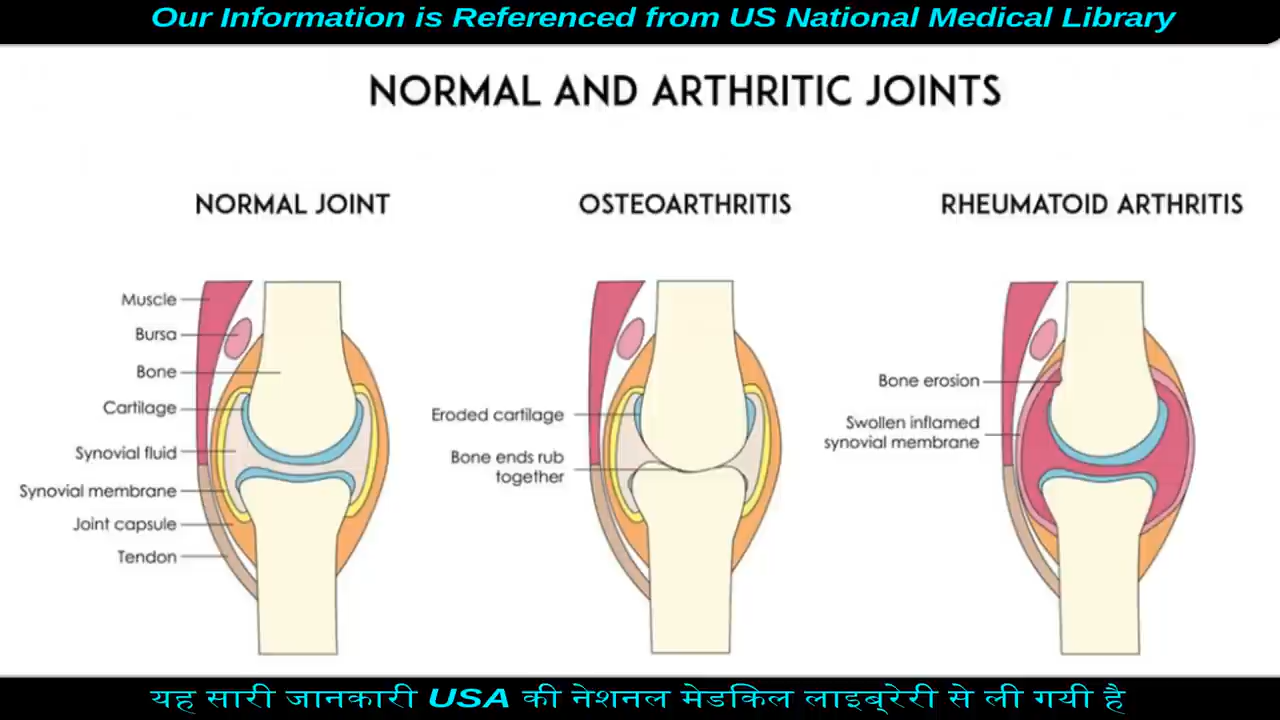 Our Information is Referenced from US National Medical Library
NORMAL AND ARTHRITIC JOINTS
NORMAL JOINT
Muscle
Bursa
Bone
Cartilage
Synovial fluid
Synovial membrane
Joint capsule
Tendon
OSTEOARTHRITIS
Eroded cartilage
Bone ends rub
together
RHEUMATOID ARTHRITIS
Bone erosion
Swollen inflamed
synovial membrane
यह सारी जानकारी USA की नेशनल मेडकिल लाइब्रेरी से ली गयी है